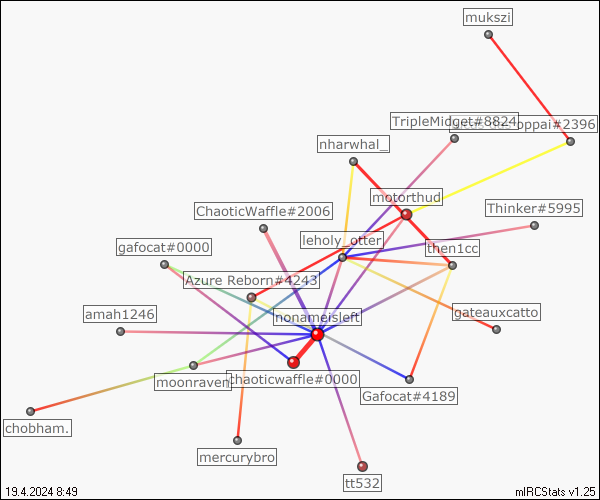 mukszi
TripleMidget#8824
oppai#2396
nharwhal_
motorthud
ChaoticWaffle#2006
Thinker#5995
leholy_otter
gafocat#0000
then1cc
Azure Reborn#4243
amah1246
nonameisleft
gateauxcatto
moonraven
chaoticwaffle#0000
Gafocat#4189
chobham.
mercurybro
tt532
19.4.2024 8:49
mIRCStats v1.25